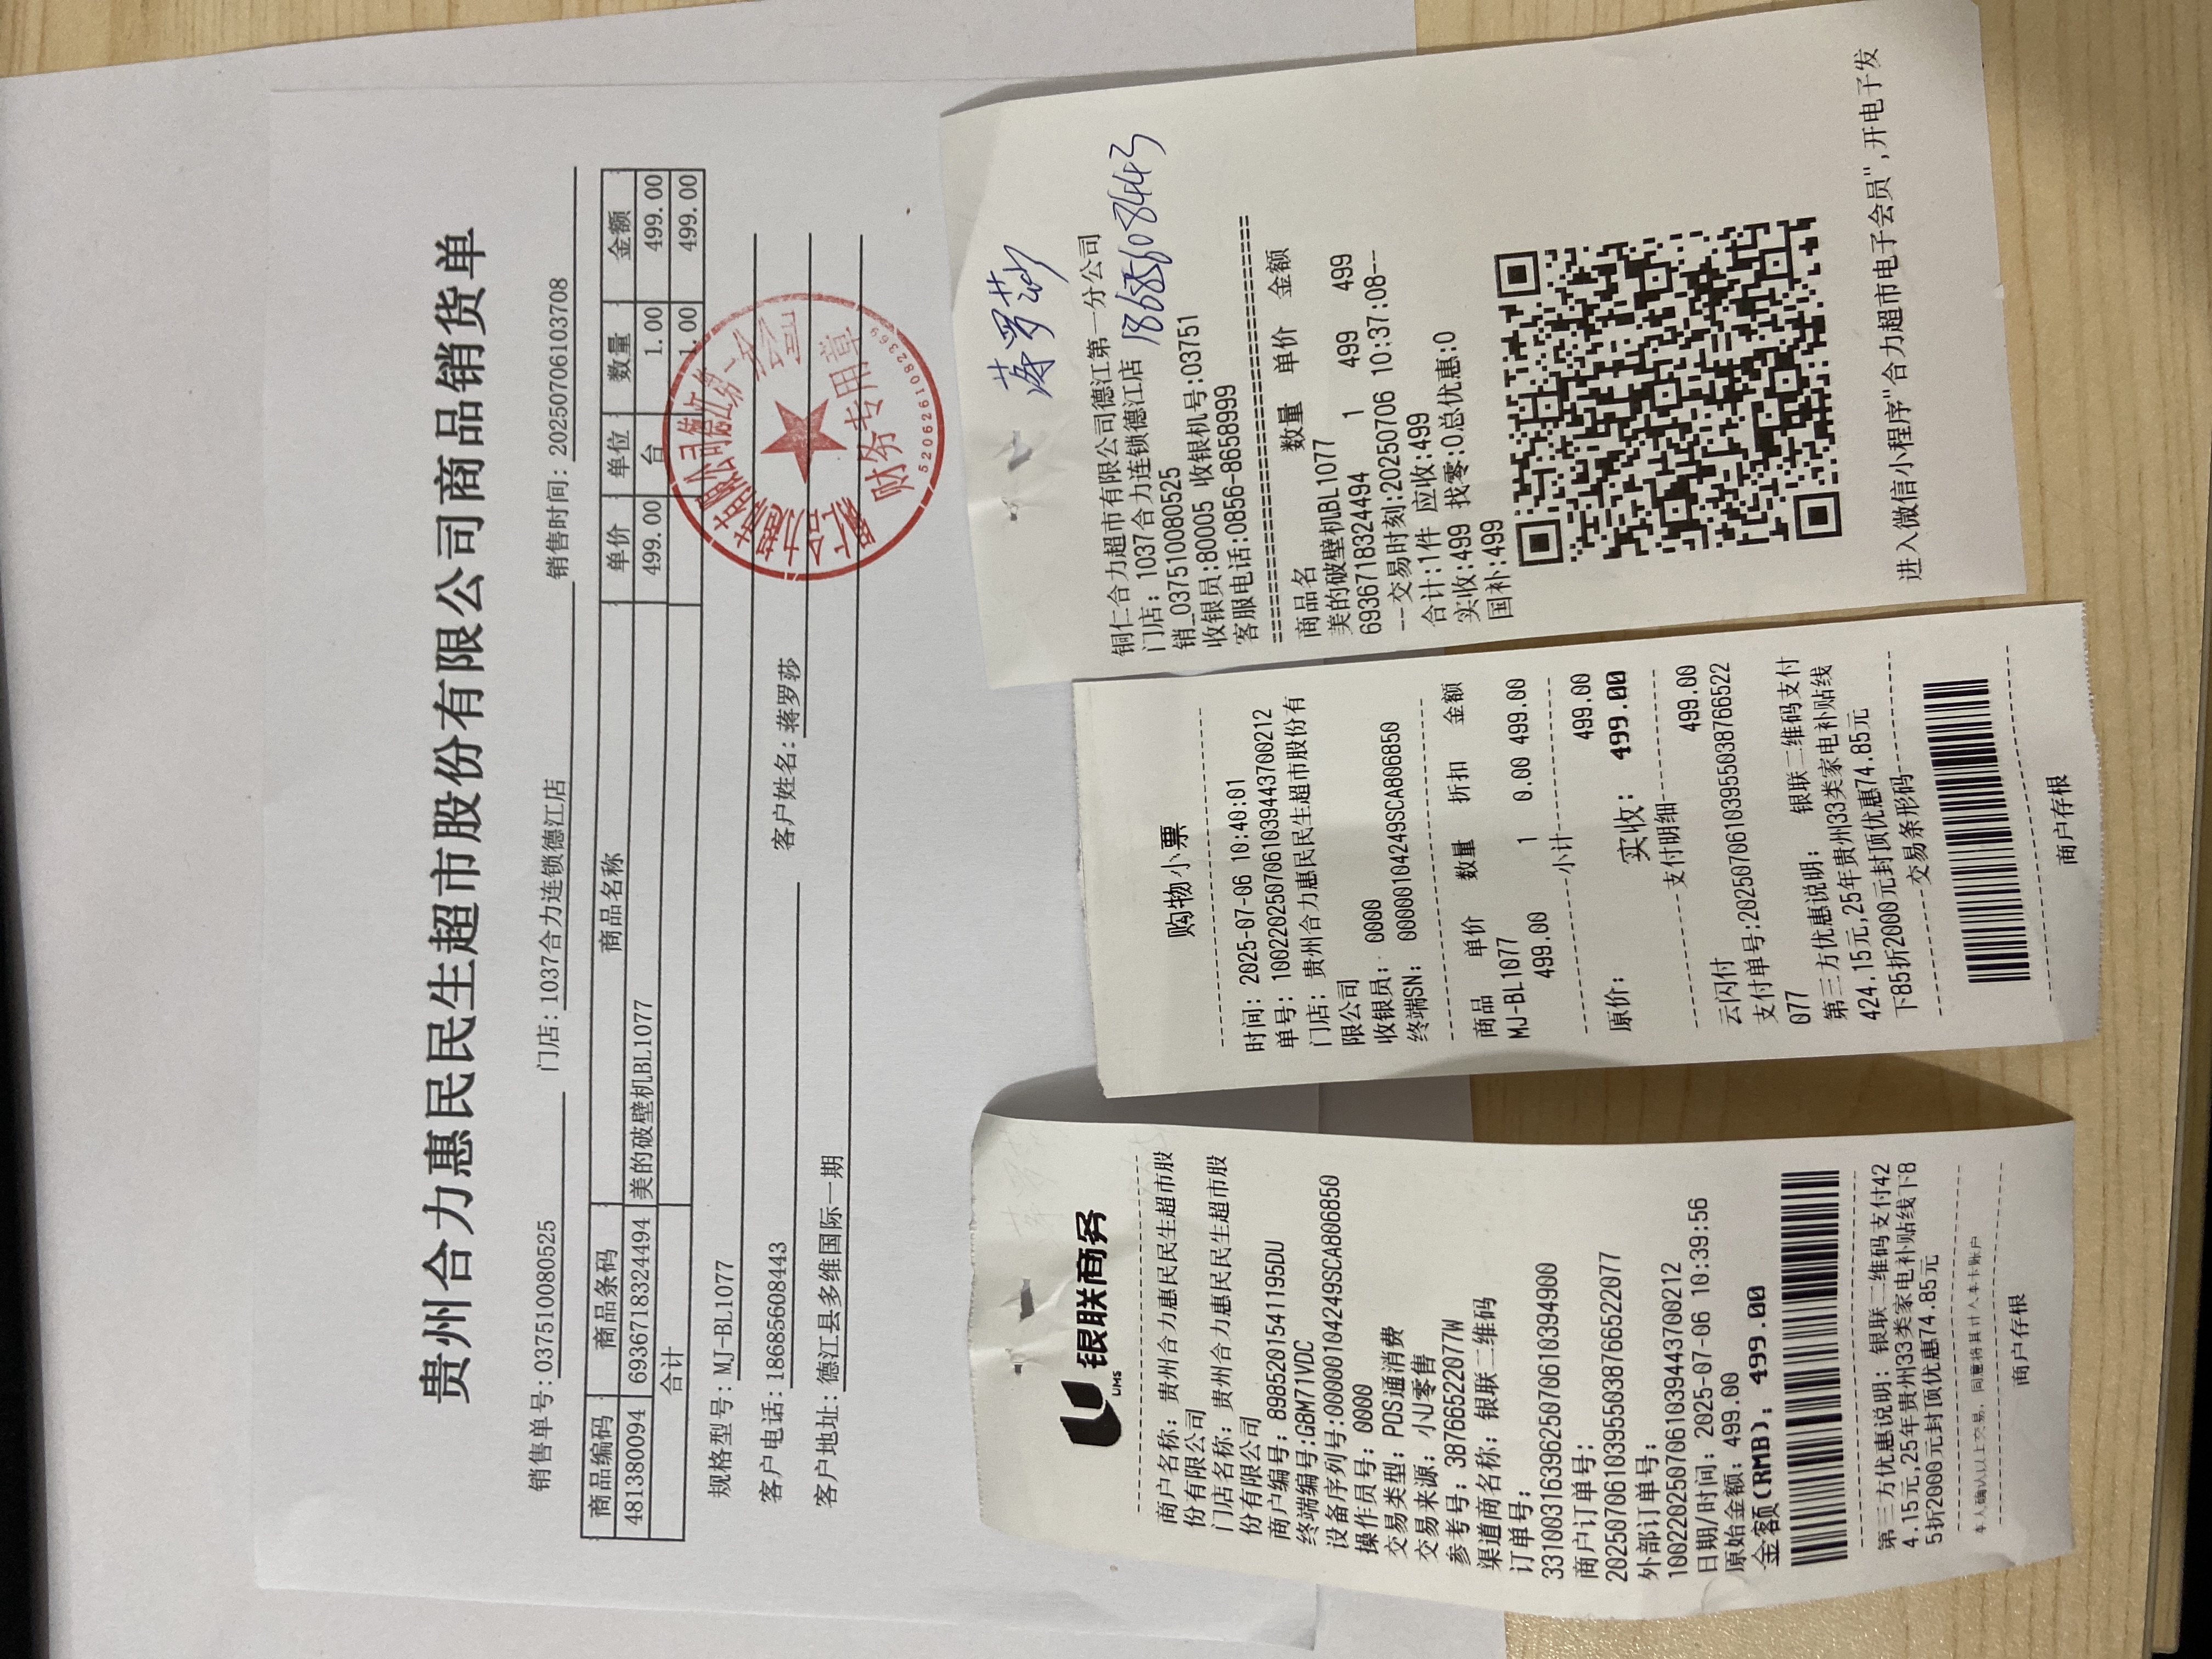 贵州合力惠民民生超市股份有限公司商品销货单
销售单号: 0375100080525 门店: 1037合力连锁德江店 销售时间: 20250706103708
商品编码 商品条码 商品名称 单价 单位 数量 金额
481380094 6936718324494 美的破壁机BL1077 499.00 台 1.00 499.00
合计 1.00 499.00
规格型号: MJ-BL1077
客户电话: 18685608443 客户姓名: 蒋罗莎
客户地址: 德江县多维国际一期
财务专用章
5206261082369
银联商务
UMS
商户名称: 贵州合力惠民民生超市股
份有限公司
门店名称: 贵州合力惠民民生超市股
份有限公司
商户编号: 89852015411195DU
终端编号:GBM71VDC
设备序列号:00000104249SCA806850
操作员号: 0000
交易类型: POS通消费
交易来源: 小U零售
参考号: 38766522077W
渠道商名称: 银联二维码
订单号:
33100316396250706103949​00
商户订单号:
20250706103955038766522077
外部订单号:
10022025070610394437002​12
日期/时间: 2025-07-06 10:39:56
原始金额: 499.00
金额(RMB): 499.00
第三方优惠说明: 银联二维码支付42
4.15元,25年贵州33类家电补贴线下8
5折2000元封顶优惠74.85元
本人确认以上交易, 同意将其计入本卡账户
商户存根
购物小票
时间: 2025-07-06 10:40:01
单号: 10022025070610394437002​12
门店: 贵州合力惠民民生超市股份有
限公司
收银员: 0000
终端SN: 00000104249SCA806850
商品 单价 数量 折扣 金额
MJ-BL1077
499.00 1 0.00 499.00
小计
原价: 499.00
实收: 499.00
支付明细
云闪付 499.00
支付单号:20250706103955038766522
077
第三方优惠说明: 银联二维码支付
424.15元,25年贵州33类家电补贴线
下85折2000元封顶优惠74.85元
交易条形码
商户存根
蒋罗莎
18685608443
铜仁合力超市有限公司德江第一分公司
门店: 1037合力连锁德江店
销_0375100080525
收银员:80005 收银机号:03751
客服电话:0856-8658999
商品名 数量 单价 金额
美的破壁机BL1077
6936718324494 1 499 499
--交易时刻:20250706 10:37:08--
合计:1件 应收:499
实收:499 找零:0总优惠:0
国补:499
进入微信小程序"合力超市电子会员",开电子发